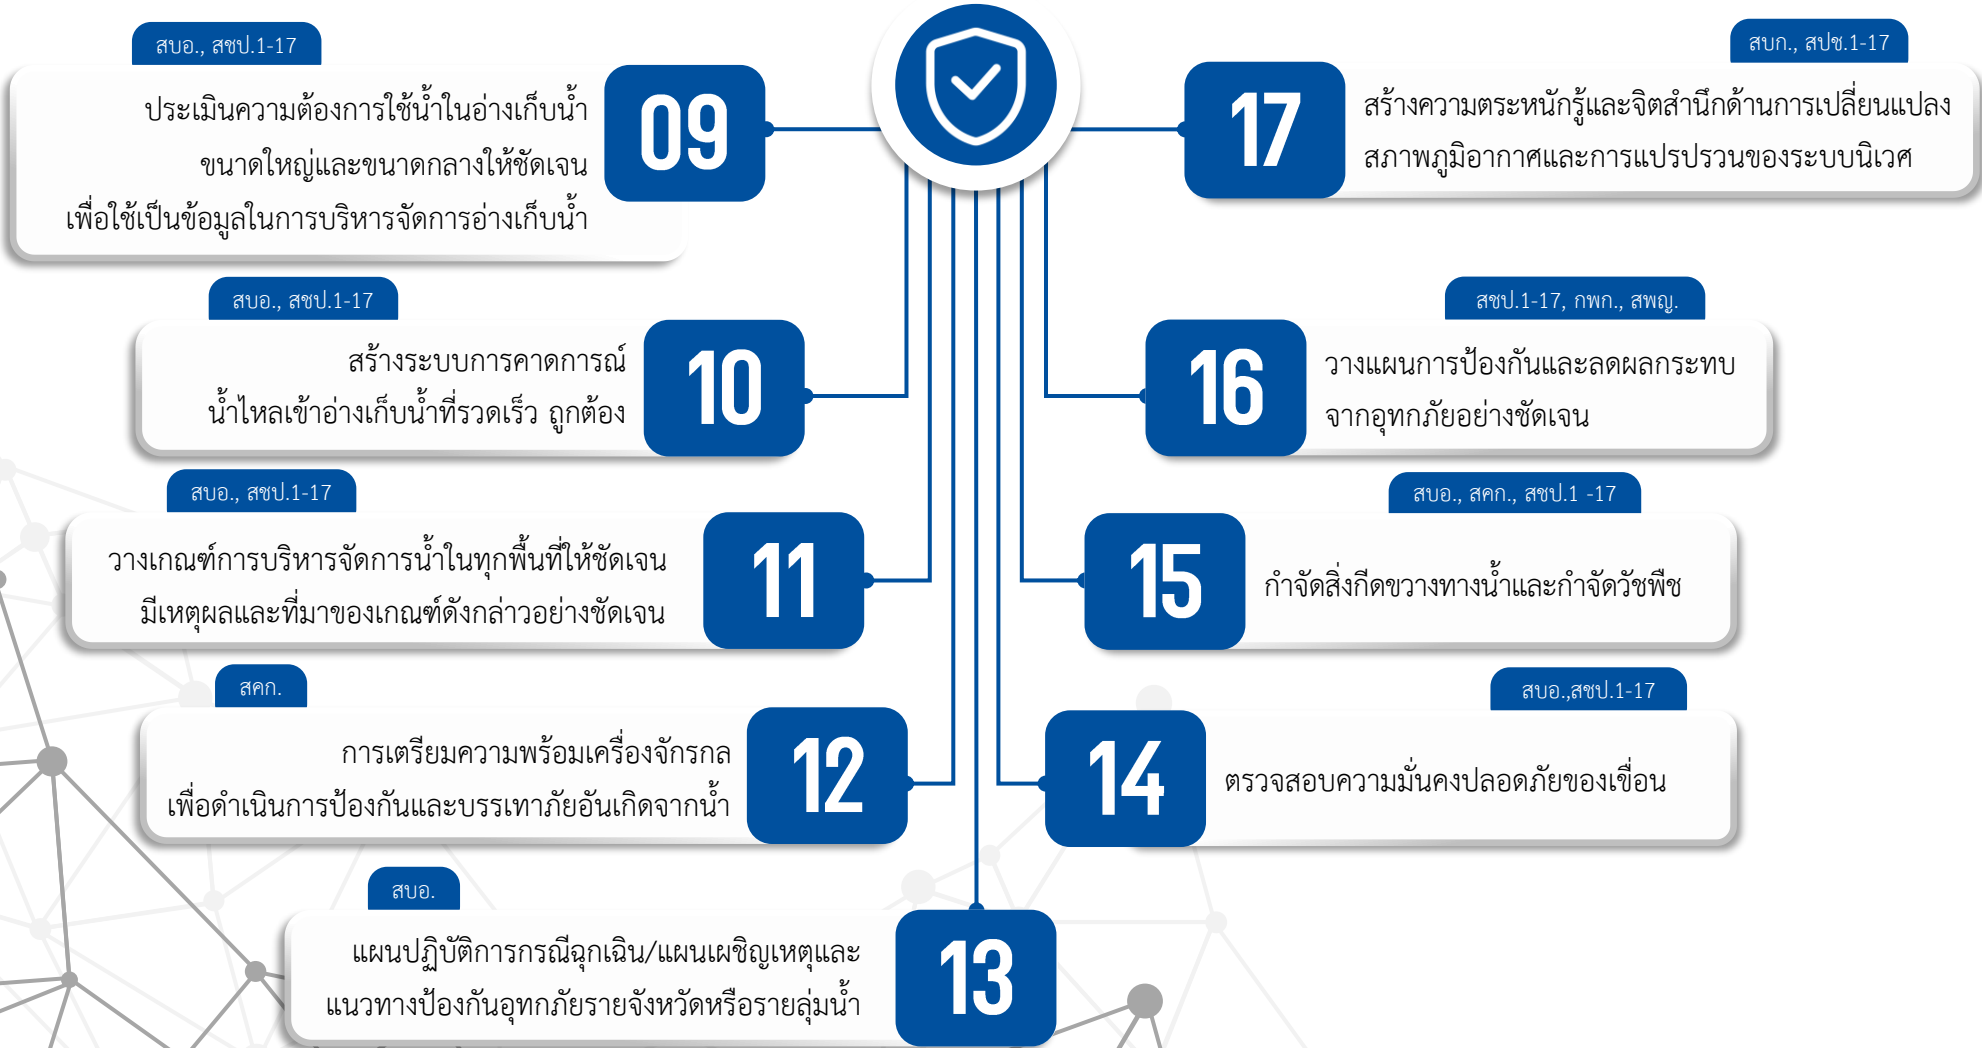 สบอ., สชป.1-17
ประเมินความต้องการใช้น้ำในอ่างเก็บน้ำ
ขนาดใหญ่และขนาดกลางให้ชัดเจน
เพื่อใช้เป็นข้อมูลในการบริหารจัดการอ่างเก็บน้ำ
09
สบอ., สชป.1-17
สร้างระบบการคาดการณ์
น้ำไหลเข้าอ่างเก็บน้ำที่รวดเร็ว ถูกต้อง
10
สบอ., สชป.1-17
วางเกณฑ์การบริหารจัดการน้ำในทุกพื้นที่ให้ชัดเจน
มีเหตุผลและที่มาของเกณฑ์ดังกล่าวอย่างชัดเจน
11
สคก.
การเตรียมความพร้อมเครื่องจักรกล
เพื่อดำเนินการป้องกันและบรรเทาภัยอันเกิดจากน้ำ
12
สบอ.
แผนปฏิบัติการกรณีฉุกเฉิน/แผนเผชิญเหตุและ
แนวทางป้องกันอุทกภัยรายจังหวัดหรือรายลุ่มน้ำ
13
สบอ.,สชป.1-17
14
ตรวจสอบความมั่นคงปลอดภัยของเขื่อน
สบอ., สคก., สชป.1 -17
15
กำจัดสิ่งกีดขวางทางน้ำและกำจัดวัชพืช
สชป.1-17, กพก., สพญ.
16
วางแผนการป้องกันและลดผลกระทบ
จากอุทกภัยอย่างชัดเจน
สบก., สปช.1-17
17
สร้างความตระหนักรู้และจิตสำนึกด้านการเปลี่ยนแปลง
สภาพภูมิอากาศและการแปรปรวนของระบบนิเวศ